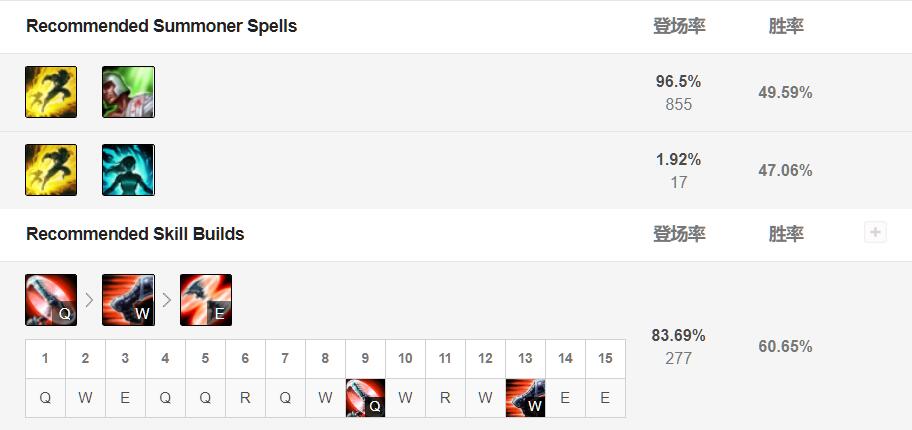 Recommended Summoner Spells 登场率 胜率
96.5%
855
49.59%
1.92%
17
47.06%
Recommended Skill Builds 登场率 胜率
Q W E
83.69%
277
60.65%
1 2 3 4 5 6 7 8 9 10 11 12 13 14 15
Q W E Q Q R Q W Q W R W W E E